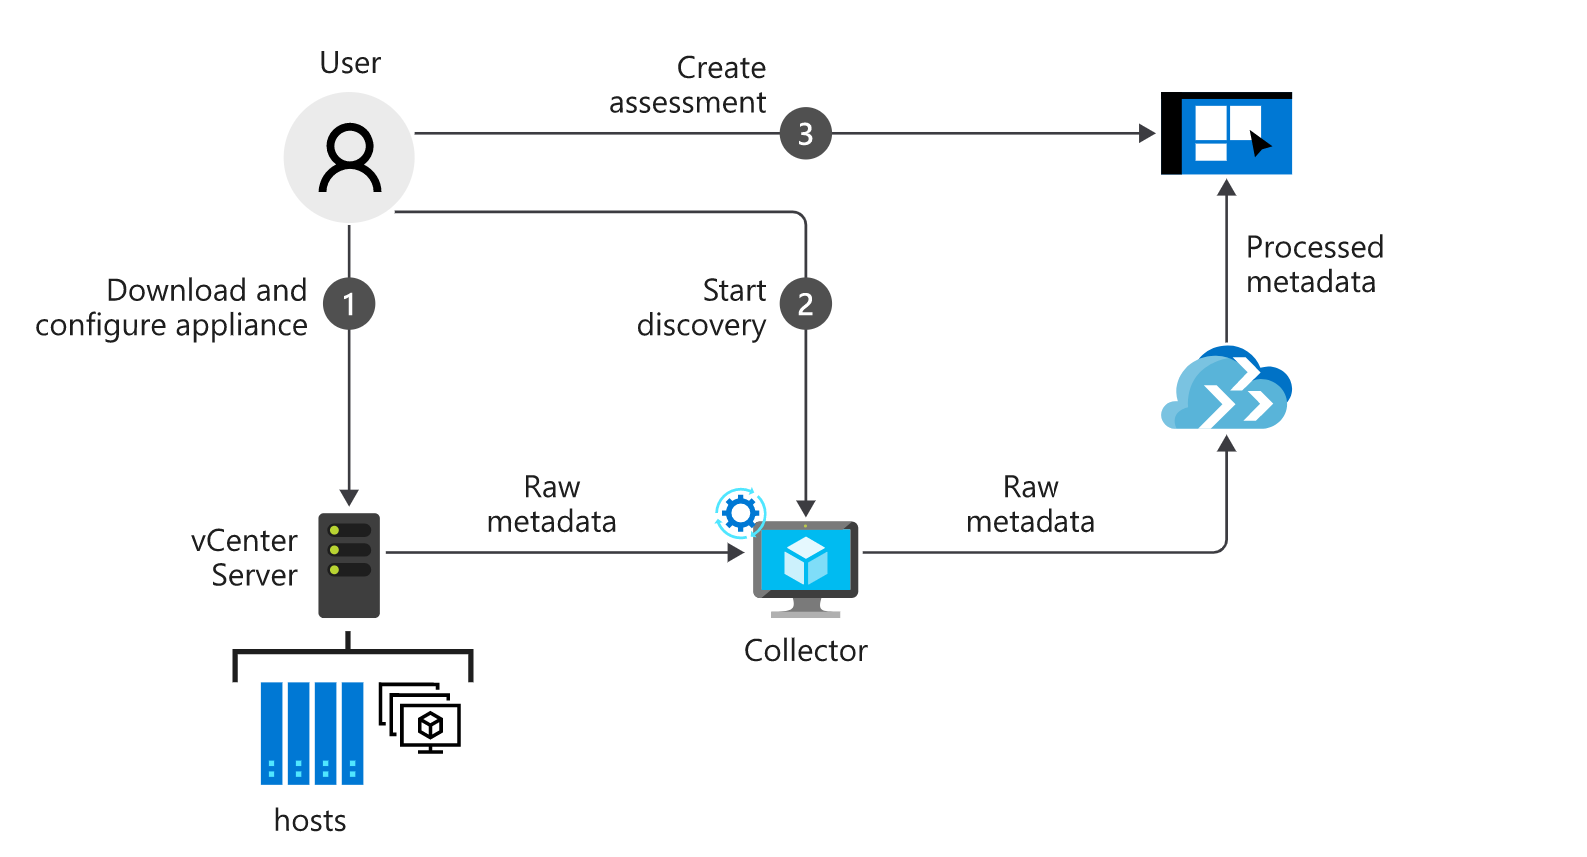 User
Create
assessment
3
Processed
metadata
Download and
configure appliance
1
Start
discovery
2
Raw
metadata
Raw
metadata
vCenter
Server
Collector
hosts